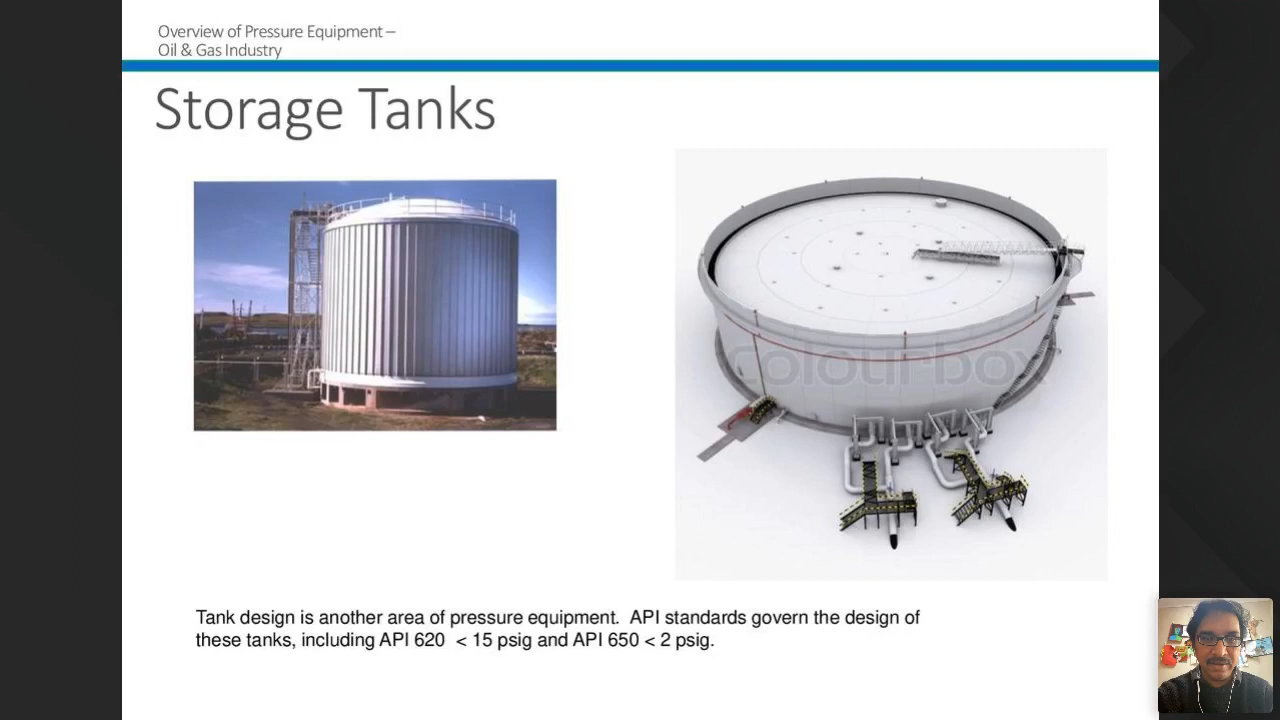 Overview of Pressure Equipment –
Oil & Gas Industry
Storage Tanks
colourbox
Tank design is another area of pressure equipment.  API standards govern the design of
these tanks, including API 620  < 15 psig and API 650 < 2 psig.